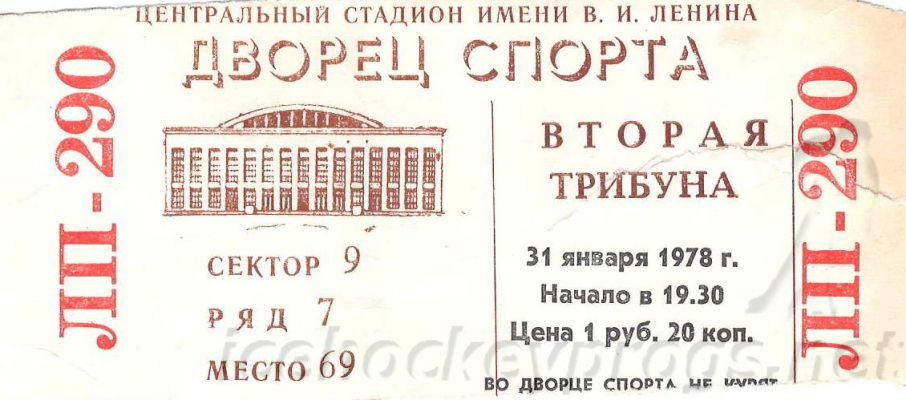 ЦЕНТРАЛЬНЫЙ СТАДИОН ИМЕНИ В. И. ЛЕНИНА
ДВОРЕЦ СПОРТА
ЛП-290
ВТОРАЯ
ТРИБУНА
СЕКТОР 9
РЯД 7
МЕСТО 69
31 января 1978 г.
Начало в 19.30
Цена 1 руб. 20 коп.
ВО ДВОРЦЕ СПОРТА НЕ КУРЯТ
ЛП-290
icehockeyprogs.net